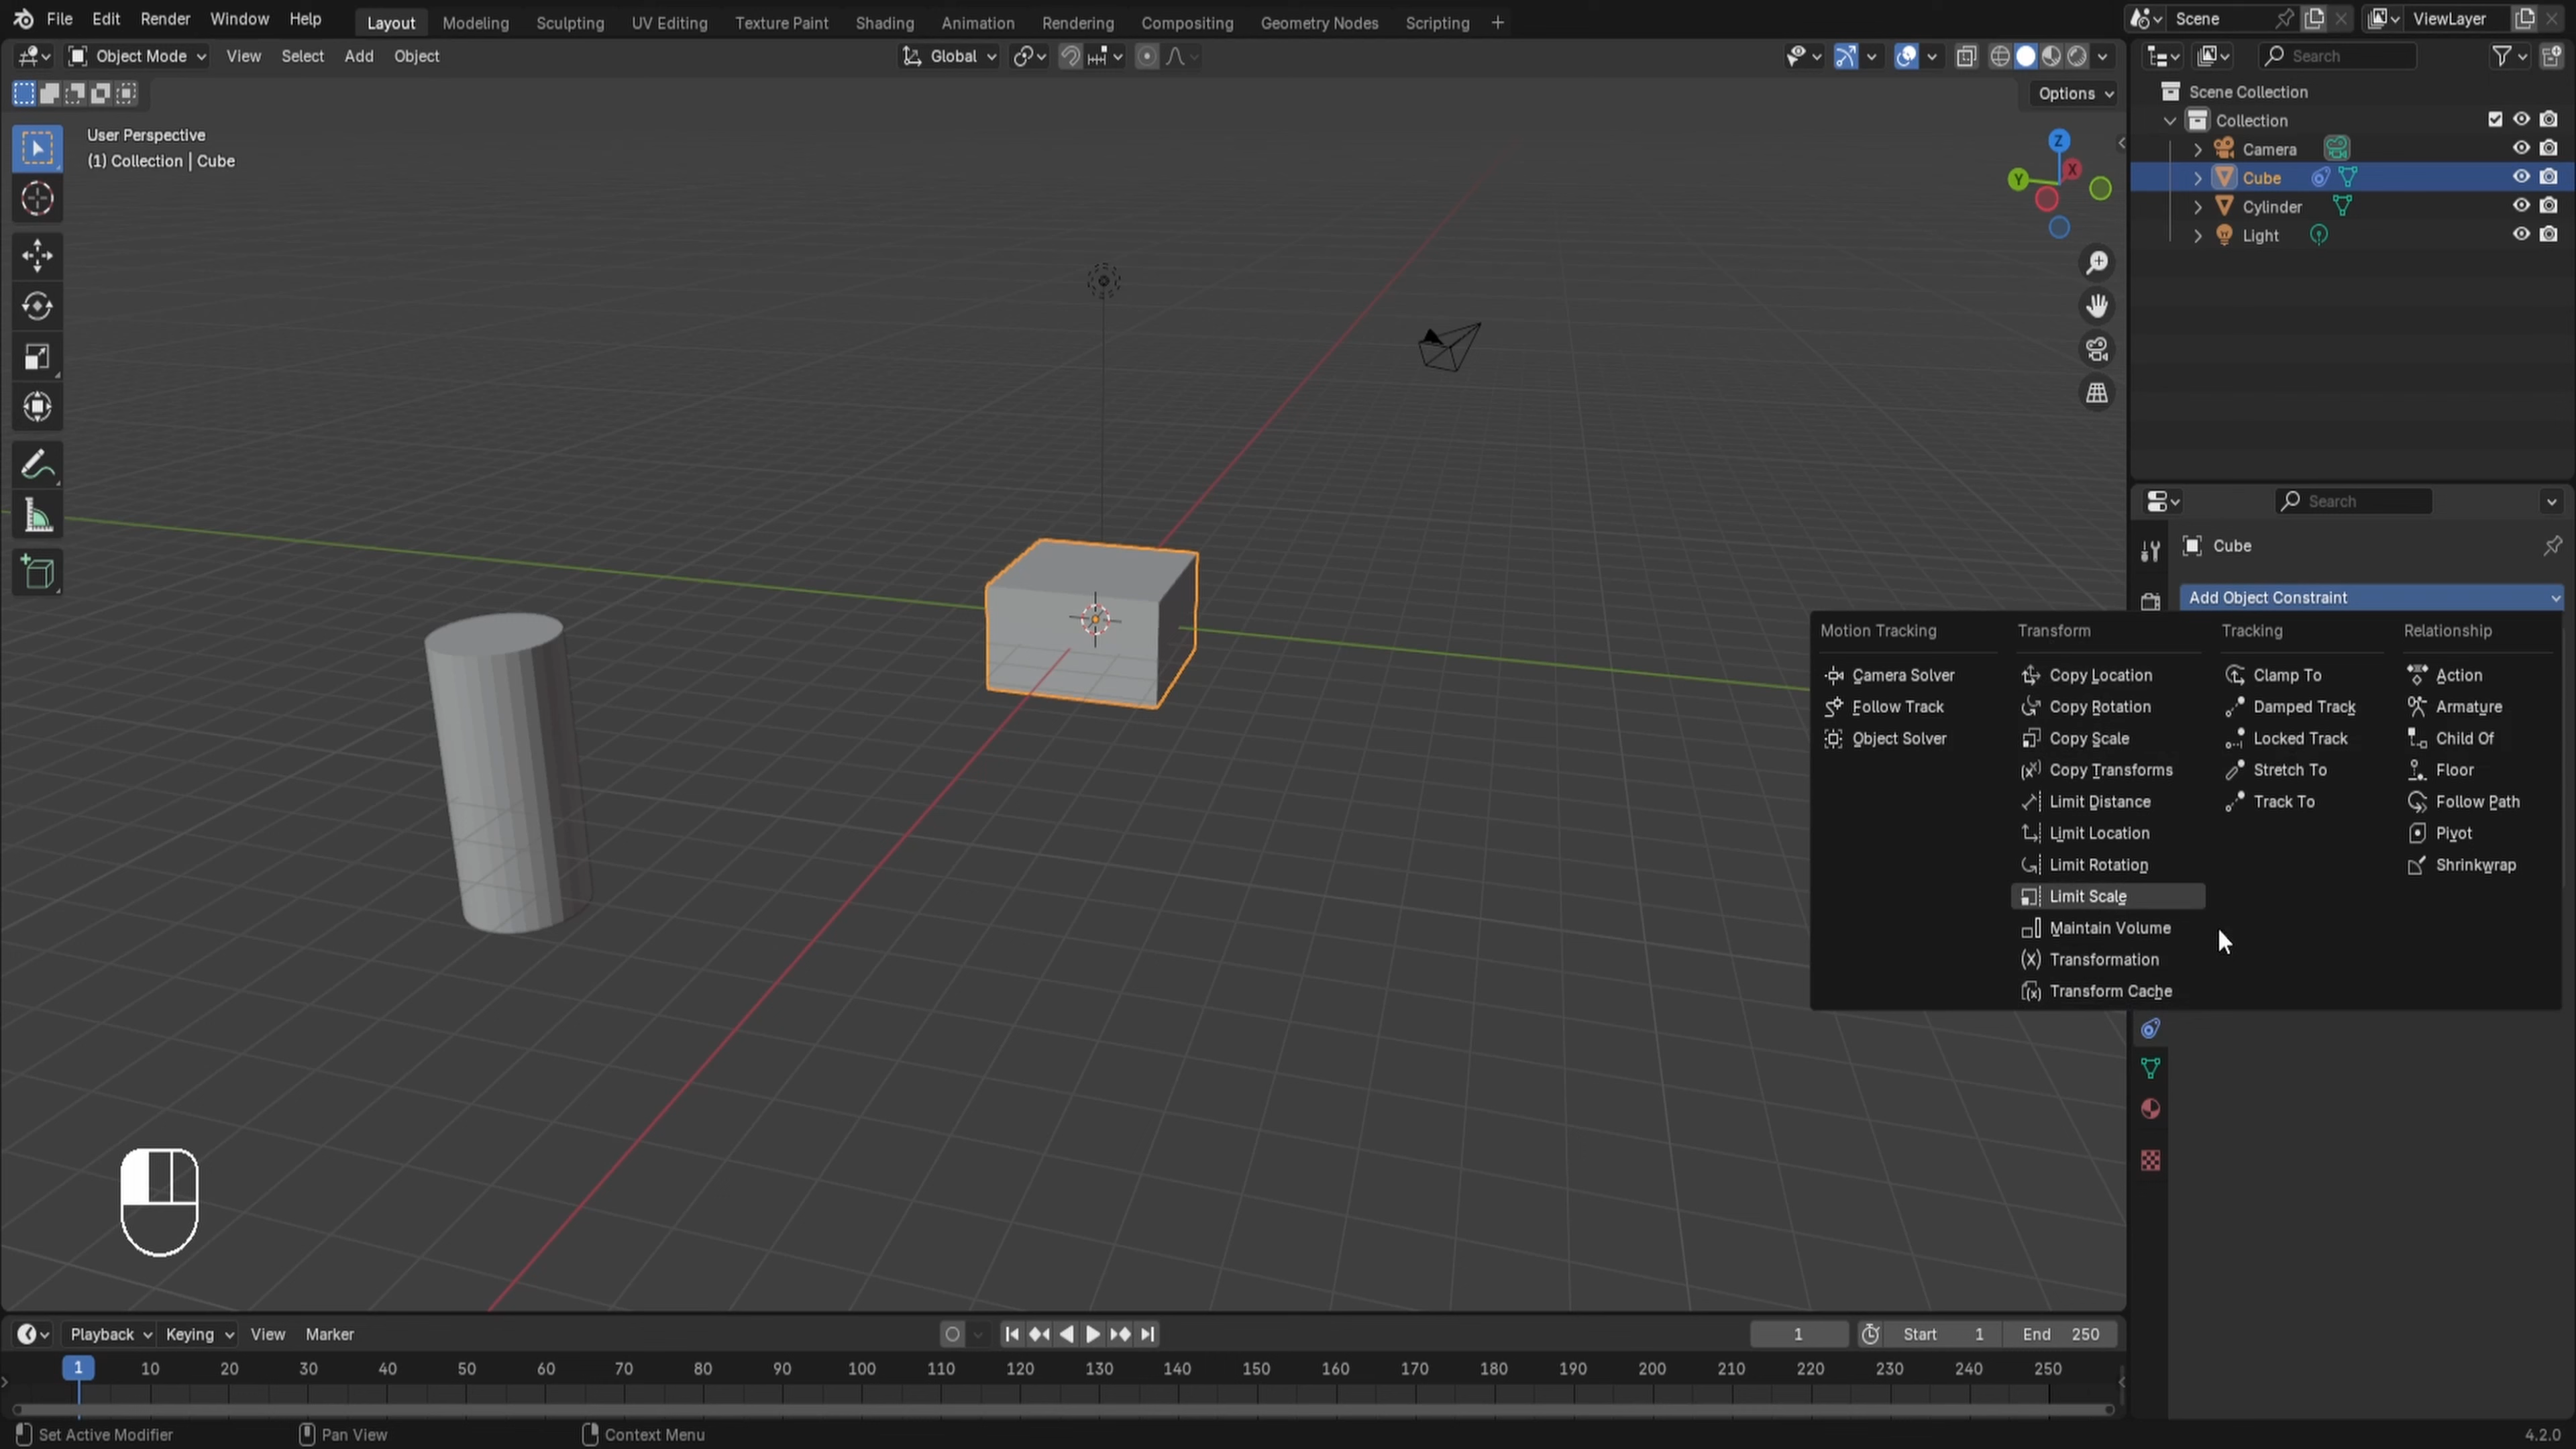 File Edit Render Window Help Layout Modeling Sculpting UV Editing Texture Paint Shading Animation Rendering Compositing Geometry Nodes Scripting + Scene ViewLayer
Object Mode View Select Add Object Global Search
Options
User Perspective
(1) Collection | Cube
Z
X
Y
Scene Collection
Collection
Camera
Cube
Cylinder
Light
Search
Cube
Add Object Constraint
Motion Tracking Transform Tracking Relationship
Camera Solver Copy Location Clamp To Action
Follow Track Copy Rotation Damped Track Armature
Object Solver Copy Scale Locked Track Child Of
Copy Transforms Stretch To Floor
Limit Distance Track To Follow Path
Limit Location Pivot
Limit Rotation Shrinkwrap
Limit Scale
Maintain Volume
Transformation
Transform Cache
Playback Keying View Marker 1 Start 1 End 250
1 10 20 30 40 50 60 70 80 90 100 110 120 130 140 150 160 170 180 190 200 210 220 230 240 250
Set Active Modifier Pan View Context Menu 4.2.0